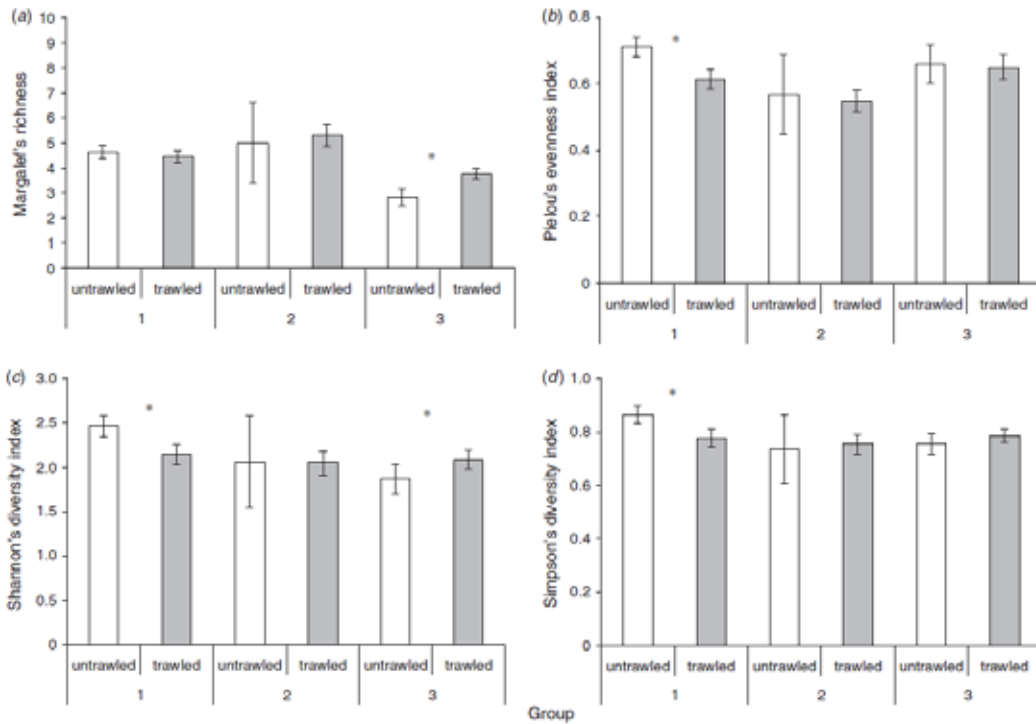 (a)
10
9
8
7
6
5
4
3
2
1
0
Margalef's richness
*
untrawled trawled untrawled trawled untrawled trawled
1 2 3
(b)
0.8
0.6
0.4
0.2
0
Pielou's evenness index
*
untrawled trawled untrawled trawled untrawled trawled
1 2 3
(c)
3.0
2.5
2.0
1.5
1.0
0.5
0
Shannon's diversity index
* *
untrawled trawled untrawled trawled untrawled trawled
1 2 3
(d)
1.0
0.8
0.6
0.4
0.2
0
Simpson's diversity index
*
untrawled trawled untrawled trawled untrawled trawled
1 2 3
Group